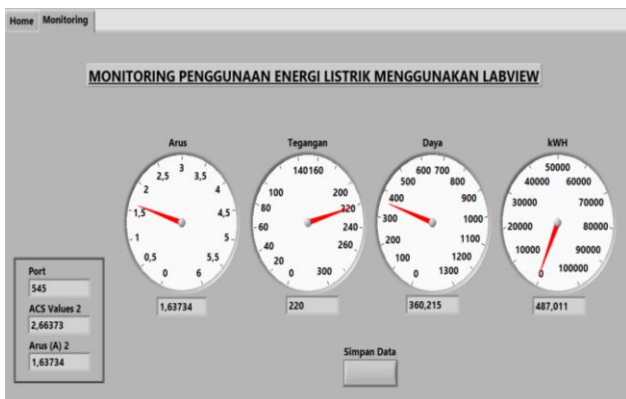 Home Monitoring
MONITORING PENGGUNAAN ENERGI LISTRIK MENGGUNAKAN LABVIEW
Arus
0 0,5 1 1,5 2 2,5 3 3,5 4 4,5 5 5,5 6
1,63734
Tegangan
0 20 40 60 80 100 140 160 200 220 240 260 300
220
Daya
0 100 200 300 400 500 600 700 800 900 1000 1100 1200 1300
360,215
kWH
0 10000 20000 30000 40000 50000 60000 70000 80000 90000 100000
487,011
Port
545
ACS Values 2
2,66373
Arus (A) 2
1,63734
Simpan Data